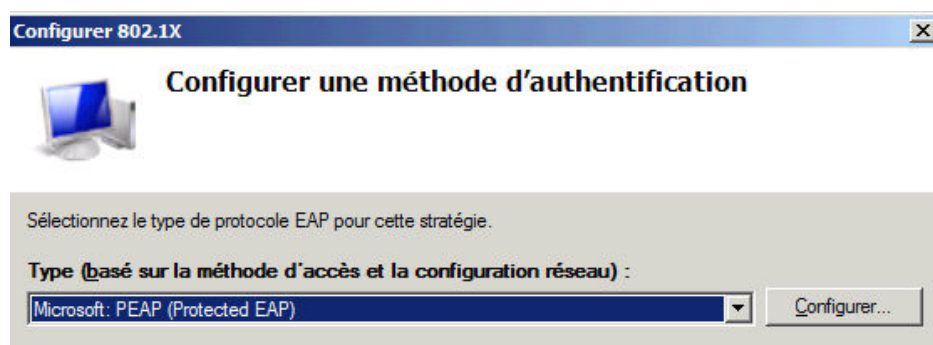 Configurer 802.1X
Configurer une méthode d'authentification
Sélectionnez le type de protocole EAP pour cette stratégie.
Type (basé sur la méthode d'accès et la configuration réseau) :
Microsoft: PEAP (Protected EAP)
Configurer...